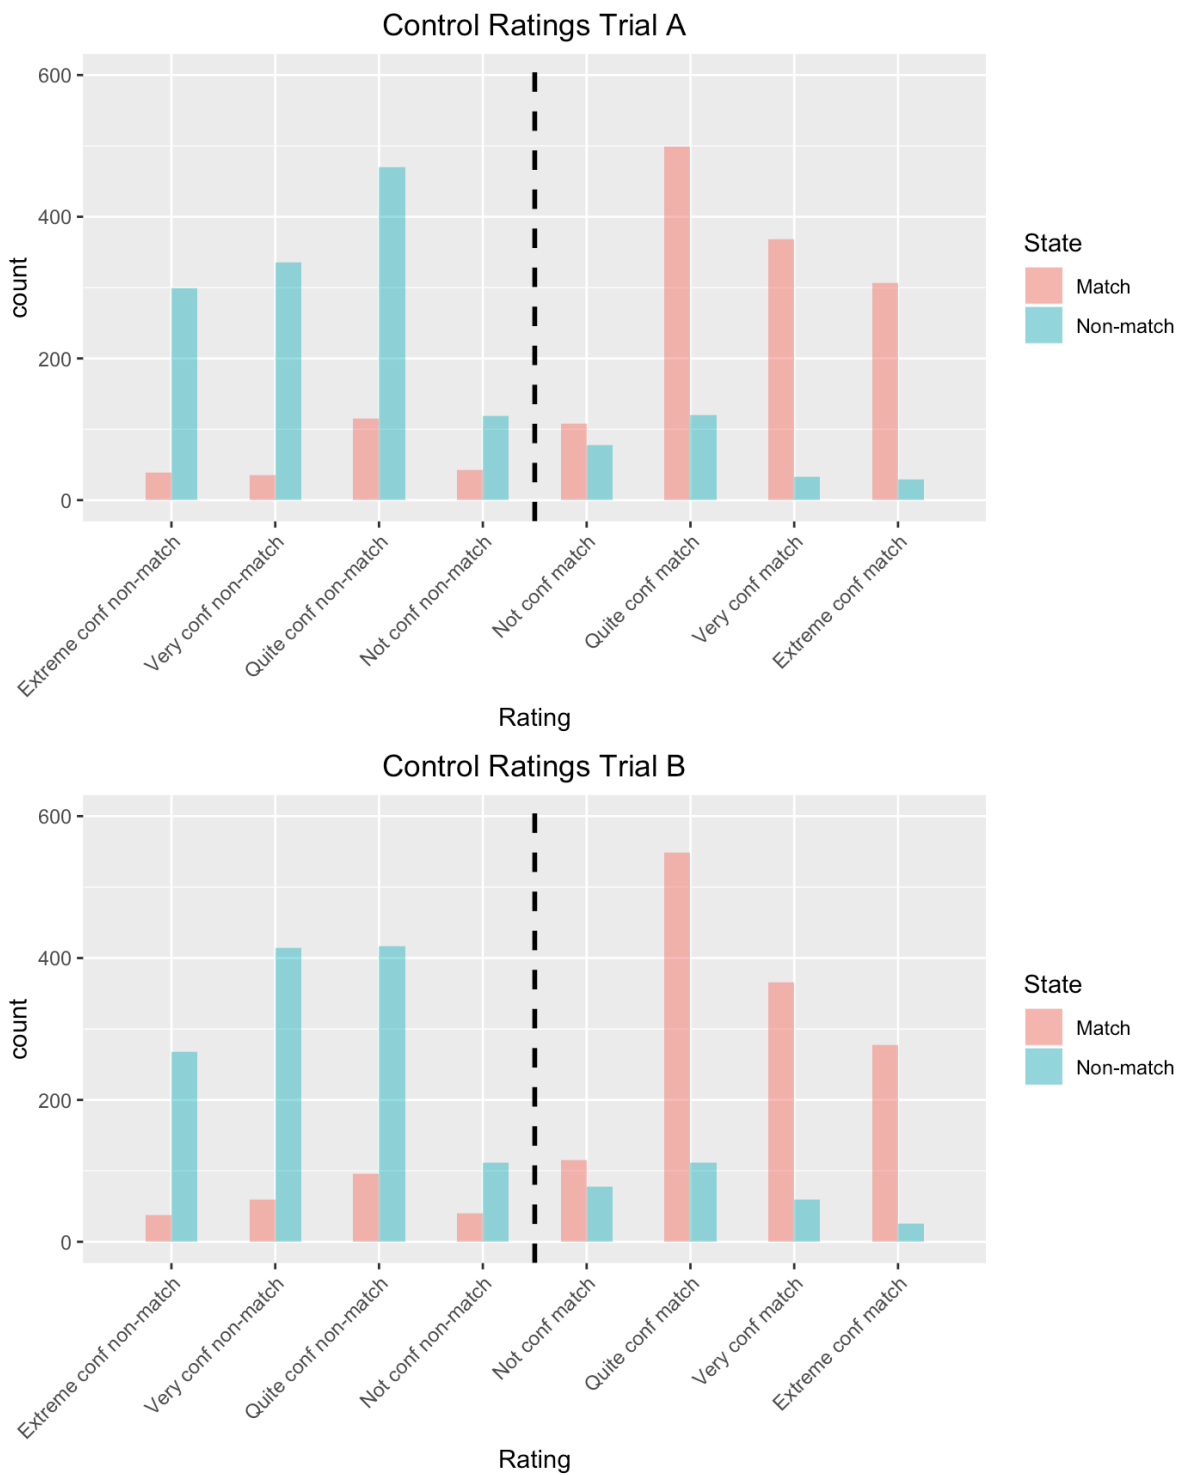 Control Ratings Trial A
600
400
200
0
count
Extreme conf non-match
Very conf non-match
Quite conf non-match
Not conf non-match
Not conf match
Quite conf match
Very conf match
Extreme conf match
Rating
State
Match
Non-match
Control Ratings Trial B
600
400
200
0
count
Extreme conf non-match
Very conf non-match
Quite conf non-match
Not conf non-match
Not conf match
Quite conf match
Very conf match
Extreme conf match
Rating
State
Match
Non-match